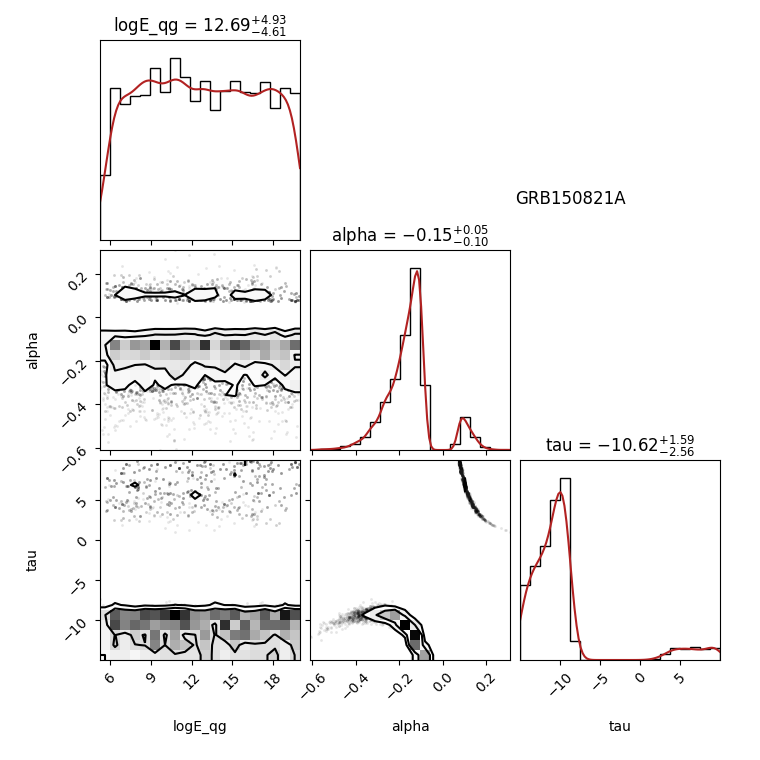 logE_qg = 12.69+4.93 −4.61
GRB150821A
alpha = −0.15+0.05 −0.10
0.2
0.0
−0.2
−0.4
−0.6
alpha
tau = −10.62+1.59 −2.56
5
0
−5
−10
tau
6 9 12 15 18
−0.6 −0.4 −0.2 0.0 0.2
−10 −5 0 5
logE_qg alpha tau